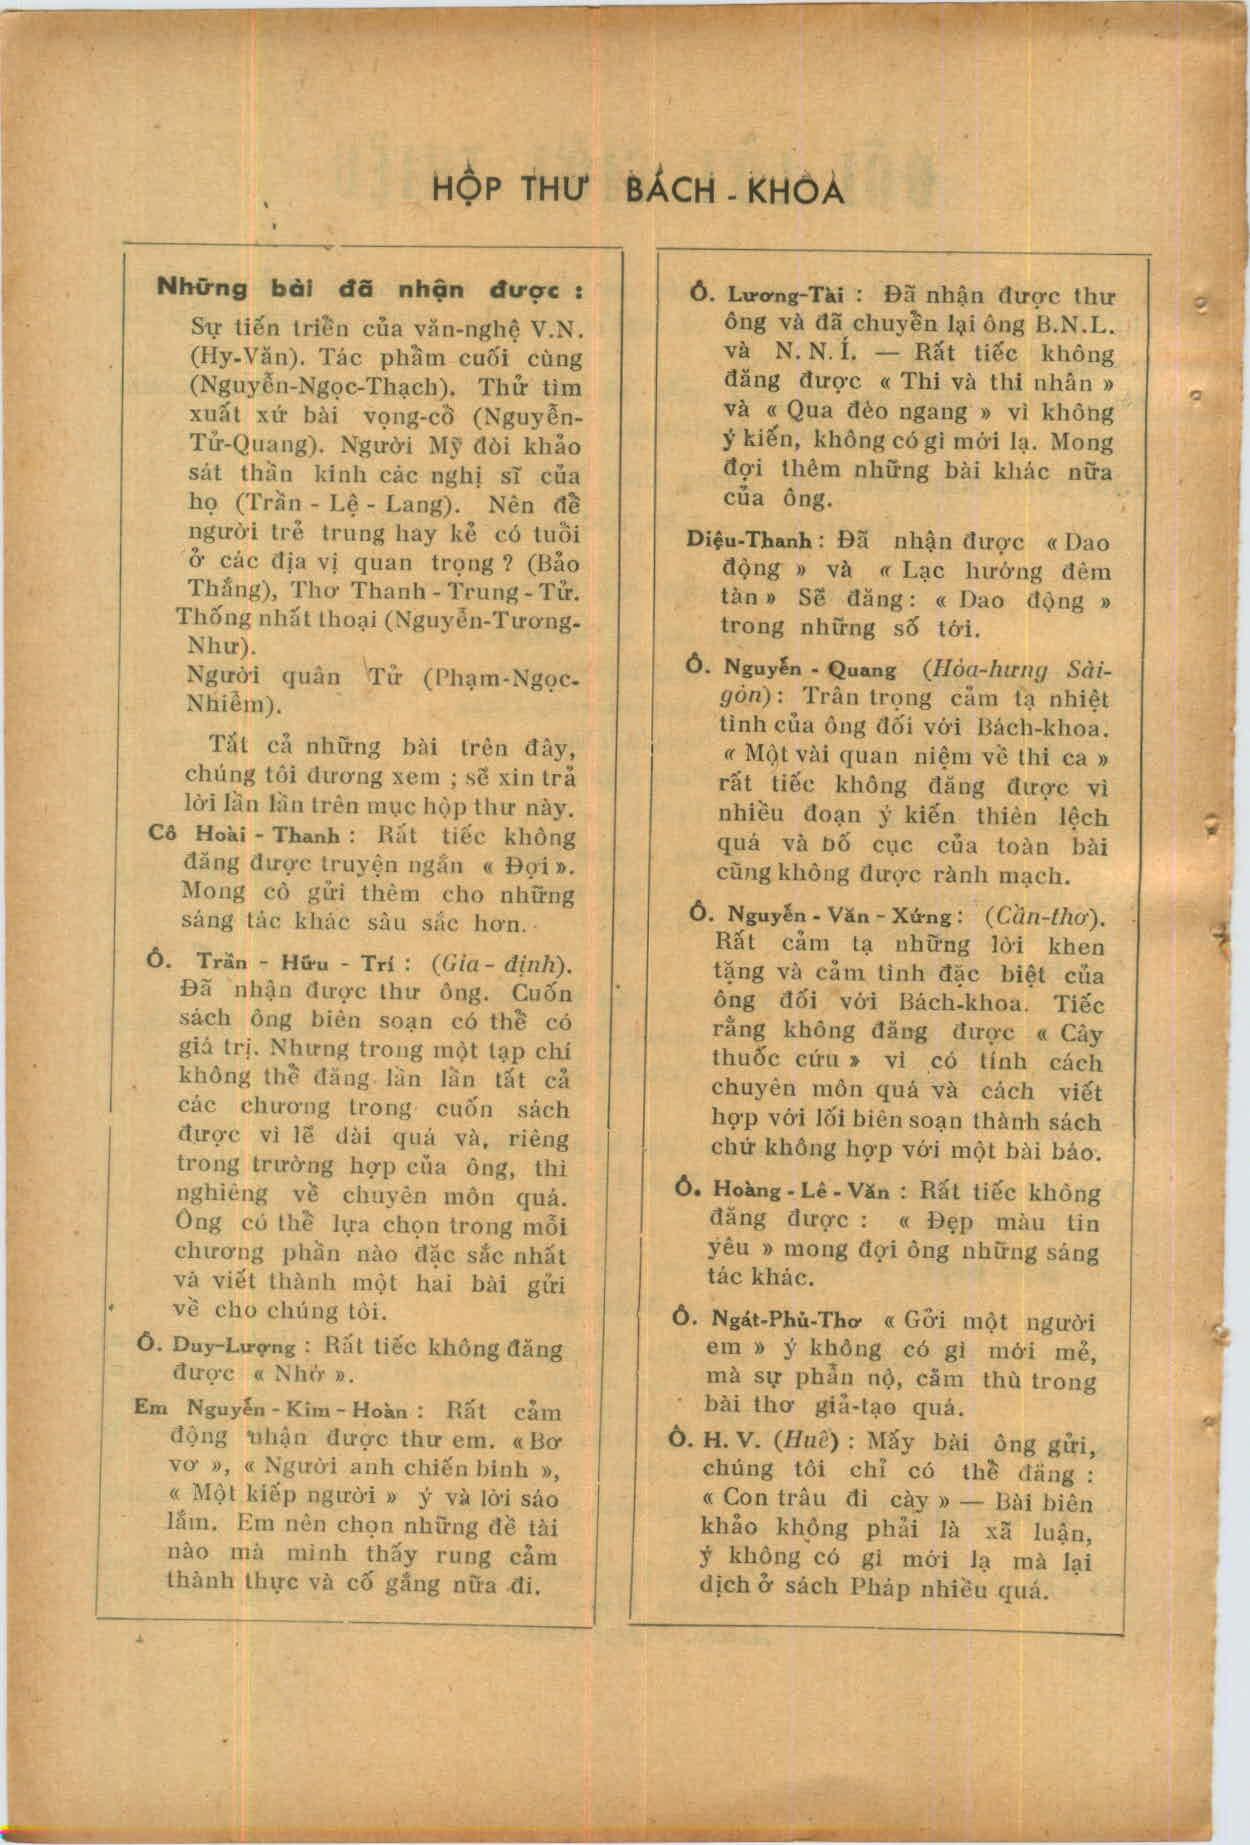 HỘP THƯ BÁCH - KHOA
Những bài đã nhận được :
Sự tiến triển của văn-nghệ V.N.
(Hy-Văn). Tác phẩm cuối cùng
(Nguyễn-Ngọc-Thạch). Thử tìm
xuất xứ bài vọng-cổ (Nguyễn-
Tử-Quang). Người Mỹ đòi khảo
sát thần kinh các nghị sĩ của
họ (Trần - Lệ - Lang). Nên để
người trẻ trung hay kẻ có tuổi
ở các địa vị quan trọng ? (Bảo
Thắng), Thơ Thanh - Trung - Tử.
Thống nhất thoại (Nguyễn-Tương-
Như).
Người quân Tử (Phạm-Ngọc-
Nhiễm).
Tất cả những bài trên đây,
chúng tôi đương xem ; sẽ xin trả
lời lần lần trên mục hộp thư này.
Cô Hoài - Thanh : Rất tiếc không
đăng được truyện ngắn « Đợi ».
Mong cô gửi thêm cho những
sáng tác khác sâu sắc hơn.
Ô. Trần - Hữu - Trí : (Gia - định).
Đã nhận được thư ông. Cuốn
sách ông biên soạn có thể có
giá trị. Nhưng trong một tạp chí
không thể đăng lần lần tất cả
các chương trong cuốn sách
được vì lẽ dài quá và, riêng
trong trường hợp của ông, thì
nghiêng về chuyên môn quá.
Ông có thể lựa chọn trong mỗi
chương phần nào đặc sắc nhất
và viết thành một hai bài gửi
về cho chúng tôi.
Ô. Duy-Lượng : Rất tiếc không đăng
được « Nhớ ».
Em Nguyễn - Kim - Hoàn : Rất cảm
động nhận được thư em. « Bơ
vơ », « Người anh chiến binh »,
« Một kiếp người » ý và lời sáo
lắm. Em nên chọn những đề tài
nào mà mình thấy rung cảm
thành thực và cố gắng nữa đi.
Ô. Lương-Tài : Đã nhận được thư
ông và đã chuyển lại ông B.N.L.
và N. N. Í. — Rất tiếc không
đăng được « Thi và thi nhân »
và « Qua đèo ngang » vì không
ý kiến, không có gì mới lạ. Mong
đợi thêm những bài khác nữa
của ông.
Diệu-Thanh : Đã nhận được « Dao
động » và « Lạc hướng đêm
tàn » Sẽ đăng : « Dao động »
trong những số tới.
Ô. Nguyễn - Quang (Hòa-hưng Sài-
gòn) : Trân trọng cảm tạ nhiệt
tình của ông đối với Bách-khoa.
« Một vài quan niệm về thi ca »
rất tiếc không đăng được vì
nhiều đoạn ý kiến thiên lệch
quá và bố cục của toàn bài
cũng không được rành mạch.
Ô. Nguyễn - Văn - Xứng : (Cần-thơ).
Rất cảm tạ những lời khen
tặng và cảm tình đặc biệt của
ông đối với Bách-khoa. Tiếc
rằng không đăng được « Cây
thuốc cứu » vì có tính cách
chuyên môn quá và cách viết
hợp với lối biên soạn thành sách
chứ không hợp với một bài báo.
Ô. Hoàng - Lê - Văn : Rất tiếc không
đăng được : « Đẹp màu tin
yêu » mong đợi ông những sáng
tác khác.
Ô. Ngát-Phủ-Thơ « Gởi một người
em » ý không có gì mới mẻ,
mà sự phẫn nộ, căm thù trong
bài thơ giả-tạo quá.
Ô. H. V. (Huê) : Mấy bài ông gửi,
chúng tôi chỉ có thể đăng :
« Con trâu đi cày » — Bài biên
khảo không phải là xã luận,
ý không có gì mới lạ mà lại
dịch ở sách Pháp nhiều quá.